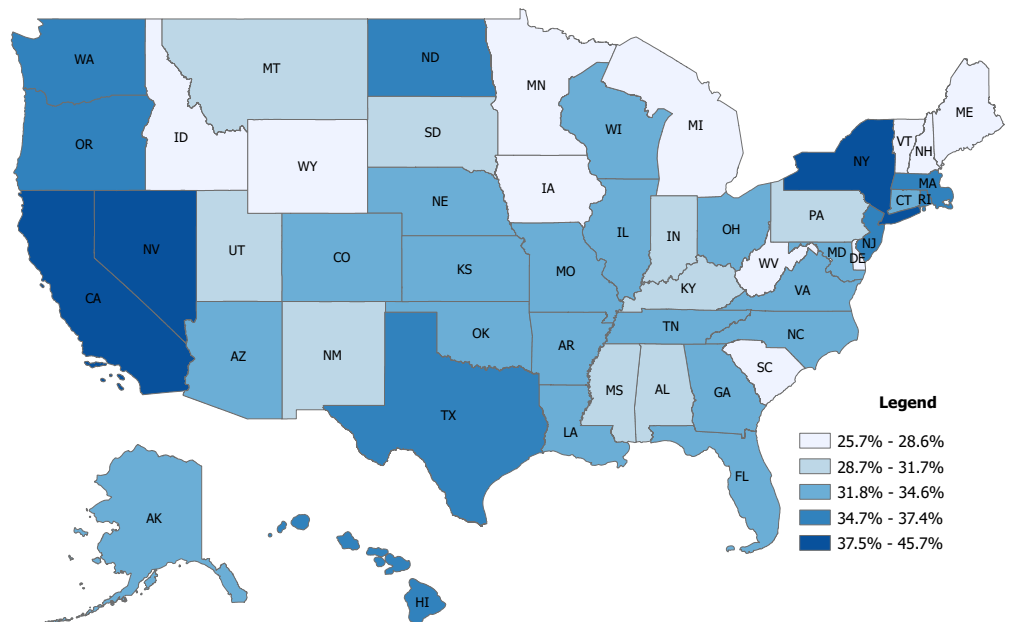 WA
MT
ND
MN
ME
OR
ID
SD
WI
MI
VT
NH
WY
NY
IA
MA
NE
CT
RI
PA
NV
UT
CO
IL
IN
OH
NJ
MD
DE
WV
KS
MO
KY
VA
CA
AZ
NM
OK
AR
TN
NC
SC
MS
AL
GA
TX
LA
FL
AK
HI
Legend
25.7% - 28.6%
28.7% - 31.7%
31.8% - 34.6%
34.7% - 37.4%
37.5% - 45.7%